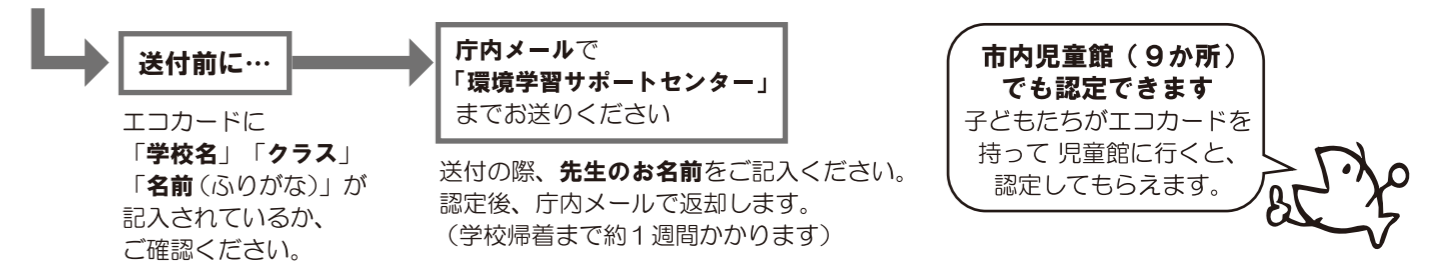 送付前に…
エコカードに
「学校名」「クラス」
「名前(ふりがな)」が
記入されているか、
ご確認ください。
庁内メールで
「環境学習サポートセンター」
までお送りください
送付の際、先生のお名前をご記入ください。
認定後、庁内メールで返却します。
(学校帰着まで約1週間かかります)
市内児童館(9か所)
でも認定できます
子どもたちがエコカードを
持って 児童館に行くと、
認定してもらえます。